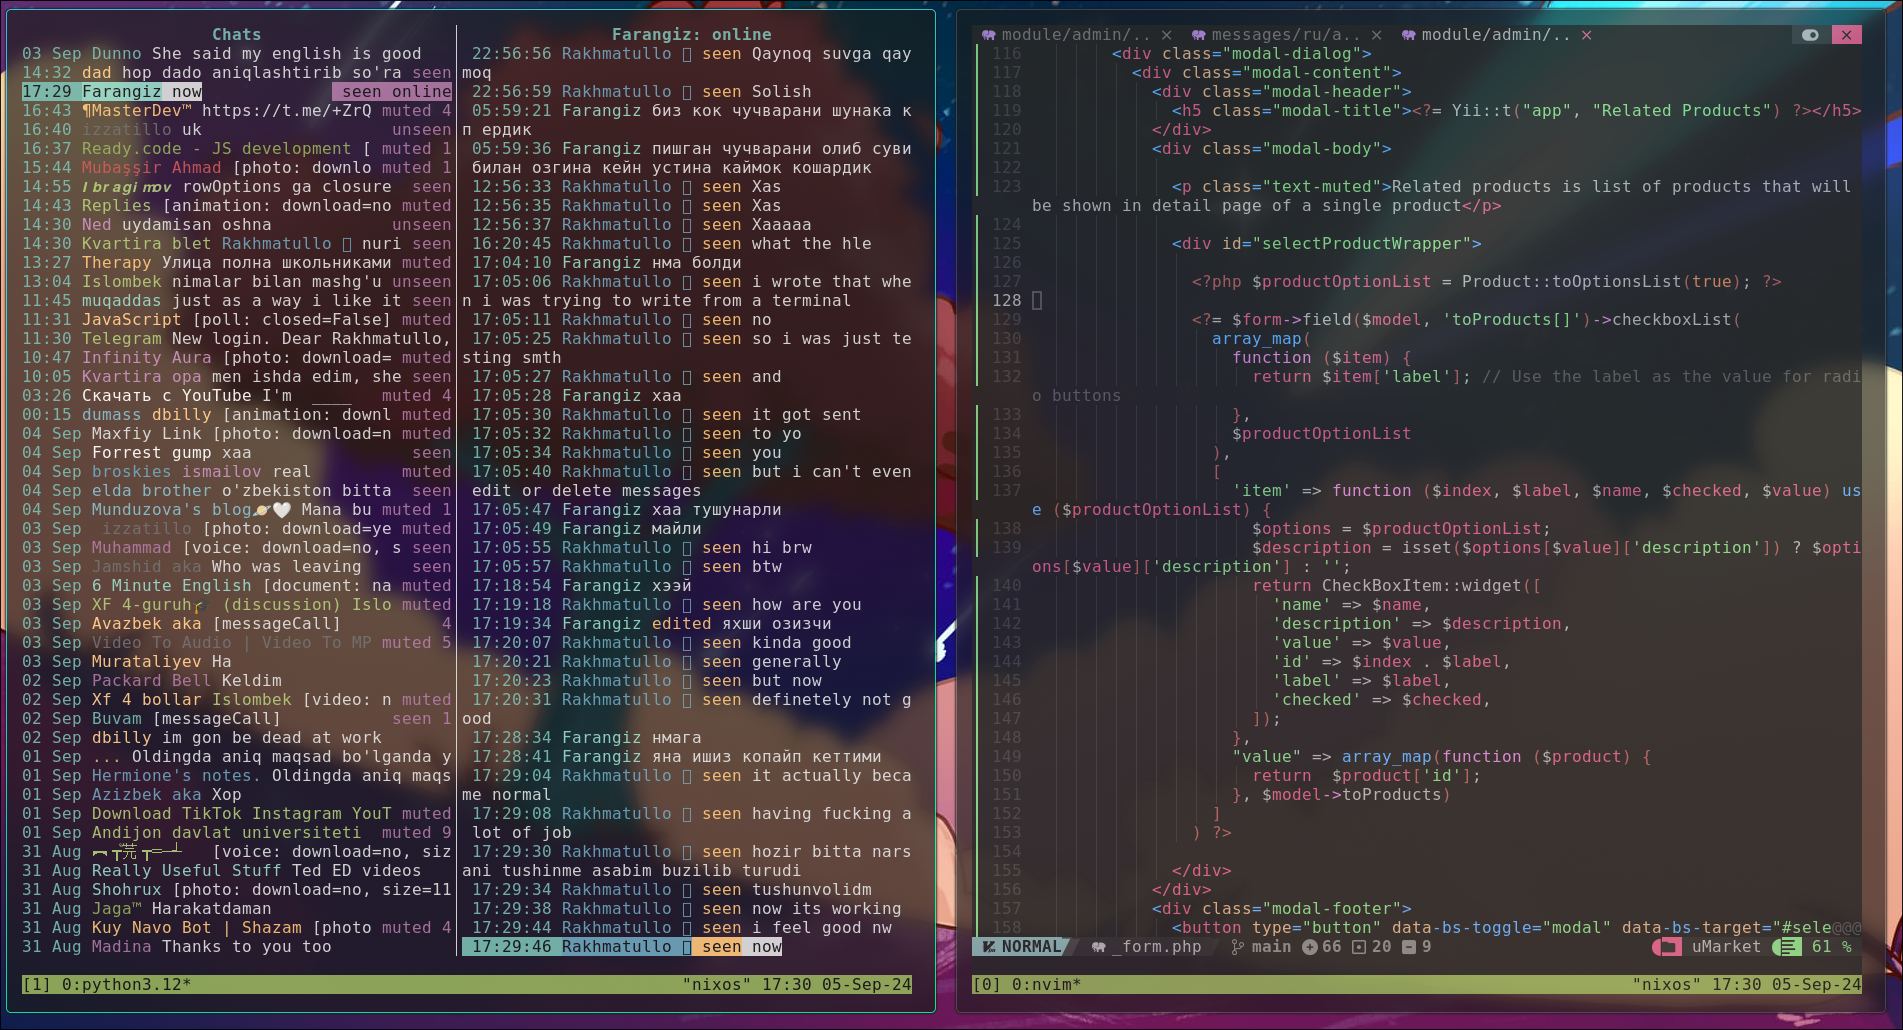 Chats
03 Sep Dunno She said my english is good
14:32 dad hop dado aniqlashtirib so'ra seen
17:29 Farangiz now seen online
16:43 ¶MasterDev™ https://t.me/+ZrQ muted 4
16:40 izzatillo uk unseen
16:37 Ready.code - JS development [ muted 1
15:44 Mubaşşir Ahmad [photo: downlo muted 1
14:55 Ibragimov rowOptions ga closure seen
14:43 Replies [animation: download=no muted
14:30 Ned uydamisan oshna unseen
14:30 Kvartira blet Rakhmatullo nuri seen
13:27 Therapy Улица полна школьниками muted
13:04 Islombek nimalar bilan mashg'u unseen
11:45 muqaddas just as a way i like it seen
11:31 JavaScript [poll: closed=False] muted
11:30 Telegram New login. Dear Rakhmatullo,
10:47 Infinity Aura [photo: download= muted
10:05 Kvartira opa men ishda edim, she seen
03:26 Скачать с YouTube I'm ____ muted 4
00:15 dumass dbilly [animation: downl muted
04 Sep Maxfiy Link [photo: download=n muted
04 Sep Forrest gump хаа seen
04 Sep broskies ismailov real muted
04 Sep elda brother o'zbekiston bitta seen
04 Sep Munduzova's blog🪐🤍 Mana bu muted 1
03 Sep izzatillo [photo: download=ye muted
03 Sep Muhammad [voice: download=no, s seen
03 Sep Jamshid aka Who was leaving seen
03 Sep 6 Minute English [document: na muted
03 Sep XF 4-guruh🎓 (discussion) Islo muted
03 Sep Avazbek aka [messageCall] 4
03 Sep Video To Audio | Video To MP muted 5
03 Sep Murataliyev Ha
02 Sep Packard Bell Keldim
02 Sep Xf 4 bollar Islombek [video: n muted
02 Sep Buvam [messageCall] seen 1
02 Sep dbilly im gon be dead at work
01 Sep ... Oldingda aniq maqsad bo'lganda y
01 Sep Hermione's notes. Oldingda aniq maqs
01 Sep Azizbek aka Xop
01 Sep Download TikTok Instagram YouT muted
01 Sep Andijon davlat universiteti muted 9
31 Aug [voice: download=no, siz
31 Aug Really Useful Stuff Ted ED videos
31 Aug Shohrux [photo: download=no, size=11
31 Aug Jaga™ Harakatdaman
31 Aug Kuy Navo Bot | Shazam [photo muted 4
31 Aug Madina Thanks to you too
Farangiz: online
22:56:56 Rakhmatullo seen Qaynoq suvga qay
moq
22:56:59 Rakhmatullo seen Solish
05:59:21 Farangiz биз кок чучварани шунака к
п ердик
05:59:36 Farangiz пишган чучварани олиб суви
билан озгина кейн устина каймок кошардик
12:56:33 Rakhmatullo seen Xas
12:56:35 Rakhmatullo seen Xas
12:56:37 Rakhmatullo seen Xaaaaa
16:20:45 Rakhmatullo seen what the hle
17:04:10 Farangiz нма болди
17:05:06 Rakhmatullo seen i wrote that whe
n i was trying to write from a terminal
17:05:11 Rakhmatullo seen no
17:05:25 Rakhmatullo seen so i was just te
sting smth
17:05:27 Rakhmatullo seen and
17:05:28 Farangiz хаа
17:05:30 Rakhmatullo seen it got sent
17:05:32 Rakhmatullo seen to yo
17:05:34 Rakhmatullo seen you
17:05:40 Rakhmatullo seen but i can't even
edit or delete messages
17:05:47 Farangiz хаа тушунарли
17:05:49 Farangiz майли
17:05:55 Rakhmatullo seen hi brw
17:05:57 Rakhmatullo seen btw
17:18:54 Farangiz хээй
17:19:18 Rakhmatullo seen how are you
17:19:34 Farangiz edited яхши озизчи
17:20:07 Rakhmatullo seen kinda good
17:20:21 Rakhmatullo seen generally
17:20:23 Rakhmatullo seen but now
17:20:31 Rakhmatullo seen definetely not g
ood
17:28:34 Farangiz нмага
17:28:41 Farangiz яна ишиз копайп кеттими
17:29:04 Rakhmatullo seen it actually beca
me normal
17:29:08 Rakhmatullo seen having fucking a
lot of job
17:29:30 Rakhmatullo seen hozir bitta nars
ani tushinme asabim buzilib turudi
17:29:34 Rakhmatullo seen tushunvolidm
17:29:38 Rakhmatullo seen now its working
17:29:44 Rakhmatullo seen i feel good nw
17:29:46 Rakhmatullo seen now
[1] 0:python3.12* "nixos" 17:30 05-Sep-24
module/admin/.. × messages/ru/a.. × module/admin/.. ×
116 <div class="modal-dialog">
117 <div class="modal-content">
118 <div class="modal-header">
119 <h5 class="modal-title"><?= Yii::t("app", "Related Products") ?></h5>
120 </div>
121 <div class="modal-body">
122
123 <p class="text-muted">Related products is list of products that will
be shown in detail page of a single product</p>
124
125 <div id="selectProductWrapper">
126
127 <?php $productOptionList = Product::toOptionsList(true); ?>
128
129 <?= $form->field($model, 'toProducts[]')->checkboxList(
130 array_map(
131 function ($item) {
132 return $item['label']; // Use the label as the value for radi
o buttons
133 },
134 $productOptionList
135 ),
136 [
137 'item' => function ($index, $label, $name, $checked, $value) us
e ($productOptionList) {
138 $options = $productOptionList;
139 $description = isset($options[$value]['description']) ? $opti
ons[$value]['description'] : '';
140 return CheckBoxItem::widget([
141 'name' => $name,
142 'description' => $description,
143 'value' => $value,
144 'id' => $index . $label,
145 'label' => $label,
146 'checked' => $checked,
147 ]);
148 },
149 "value" => array_map(function ($product) {
150 return $product['id'];
151 }, $model->toProducts)
152 ]
153 ) ?>
154
155 </div>
156 </div>
157 <div class="modal-footer">
158 <button type="button" data-bs-toggle="modal" data-bs-target="#sele@@@
NORMAL _form.php main 66 20 9 uMarket 61 %
[0] 0:nvim* "nixos" 17:30 05-Sep-24